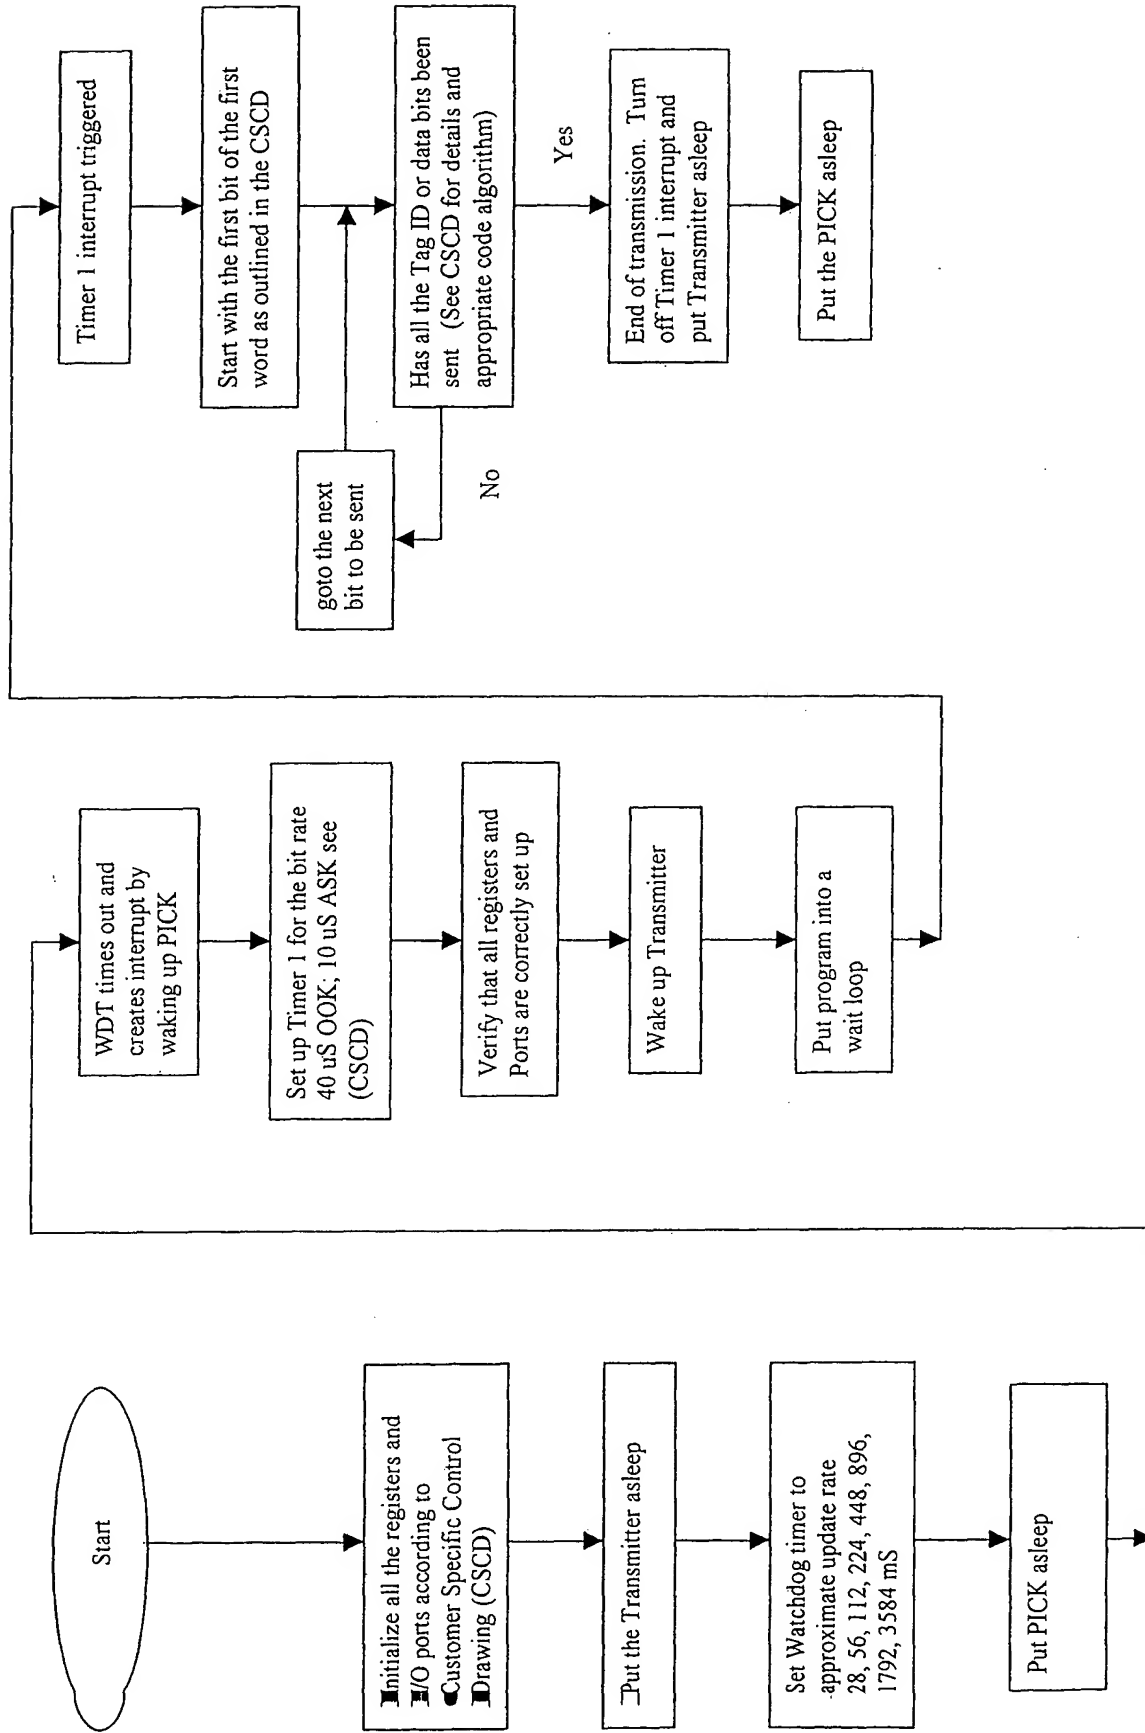 Start
Initialize all the registers and
I/O ports according to
Customer Specific Control
Drawing (CSCD)
Put the Transmitter asleep
Set Watchdog timer to
approximate update rate
28, 56, 112, 224, 448, 896,
1792, 3584 mS
Put PICK asleep
WDT times out and
creates interrupt by
waking up PICK
Set up Timer 1 for the bit rate
40 uS OOK; 10 uS ASK see
(CSCD)
Verify that all registers and
Ports are correctly set up
Wake up Transmitter
Put program into a
wait loop
Timer 1 interrupt triggered
Start with the first bit of the first
word as outlined in the CSCD
goto the next
bit to be sent
Has all the Tag ID or data bits been
sent (See CSCD for details and
appropriate code algorithm)
No
Yes
End of transmission. Turn
off Timer 1 interrupt and
put Transmitter asleep
Put the PICK asleep